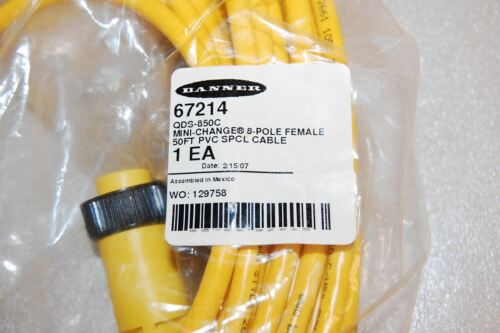 BANNER
67214
QDS-850C
MINI-CHANGE® 8-POLE FEMALE
50FT PVC SPCL CABLE
1 EA
Date: 2/15/07
Assembled in Mexico
WO: 129758
2661